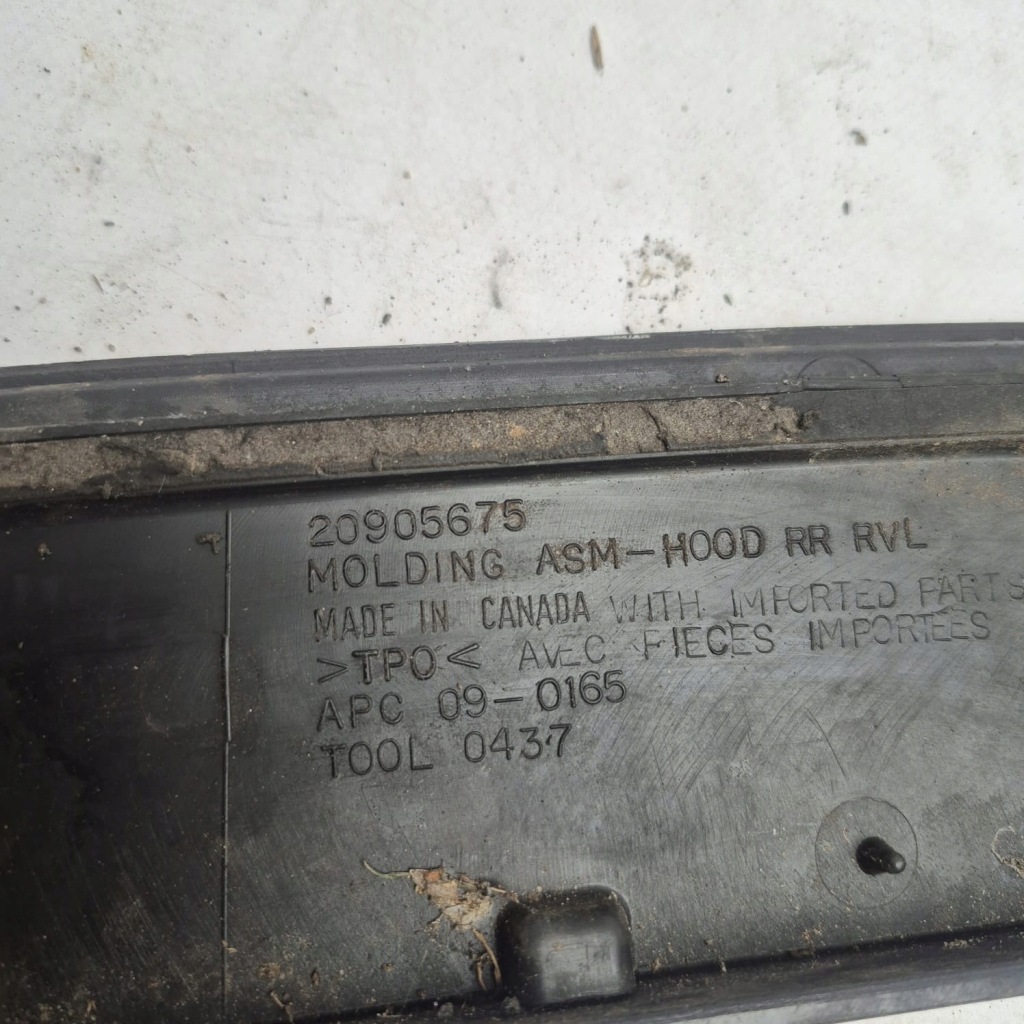 20905675
MOLDING ASM-HOOD RR RVL
MADE IN CANADA WITH IMPORTED PARTS
>TPO< AVEC PIECES IMPORTÉES
APC 09-0165
TOOL 0437